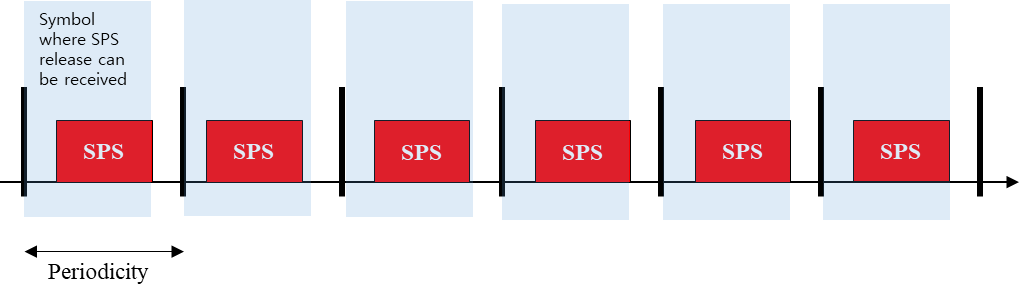 Symbol
where SPS
release can
be received
SPS
SPS
SPS
SPS
SPS
SPS
Periodicity